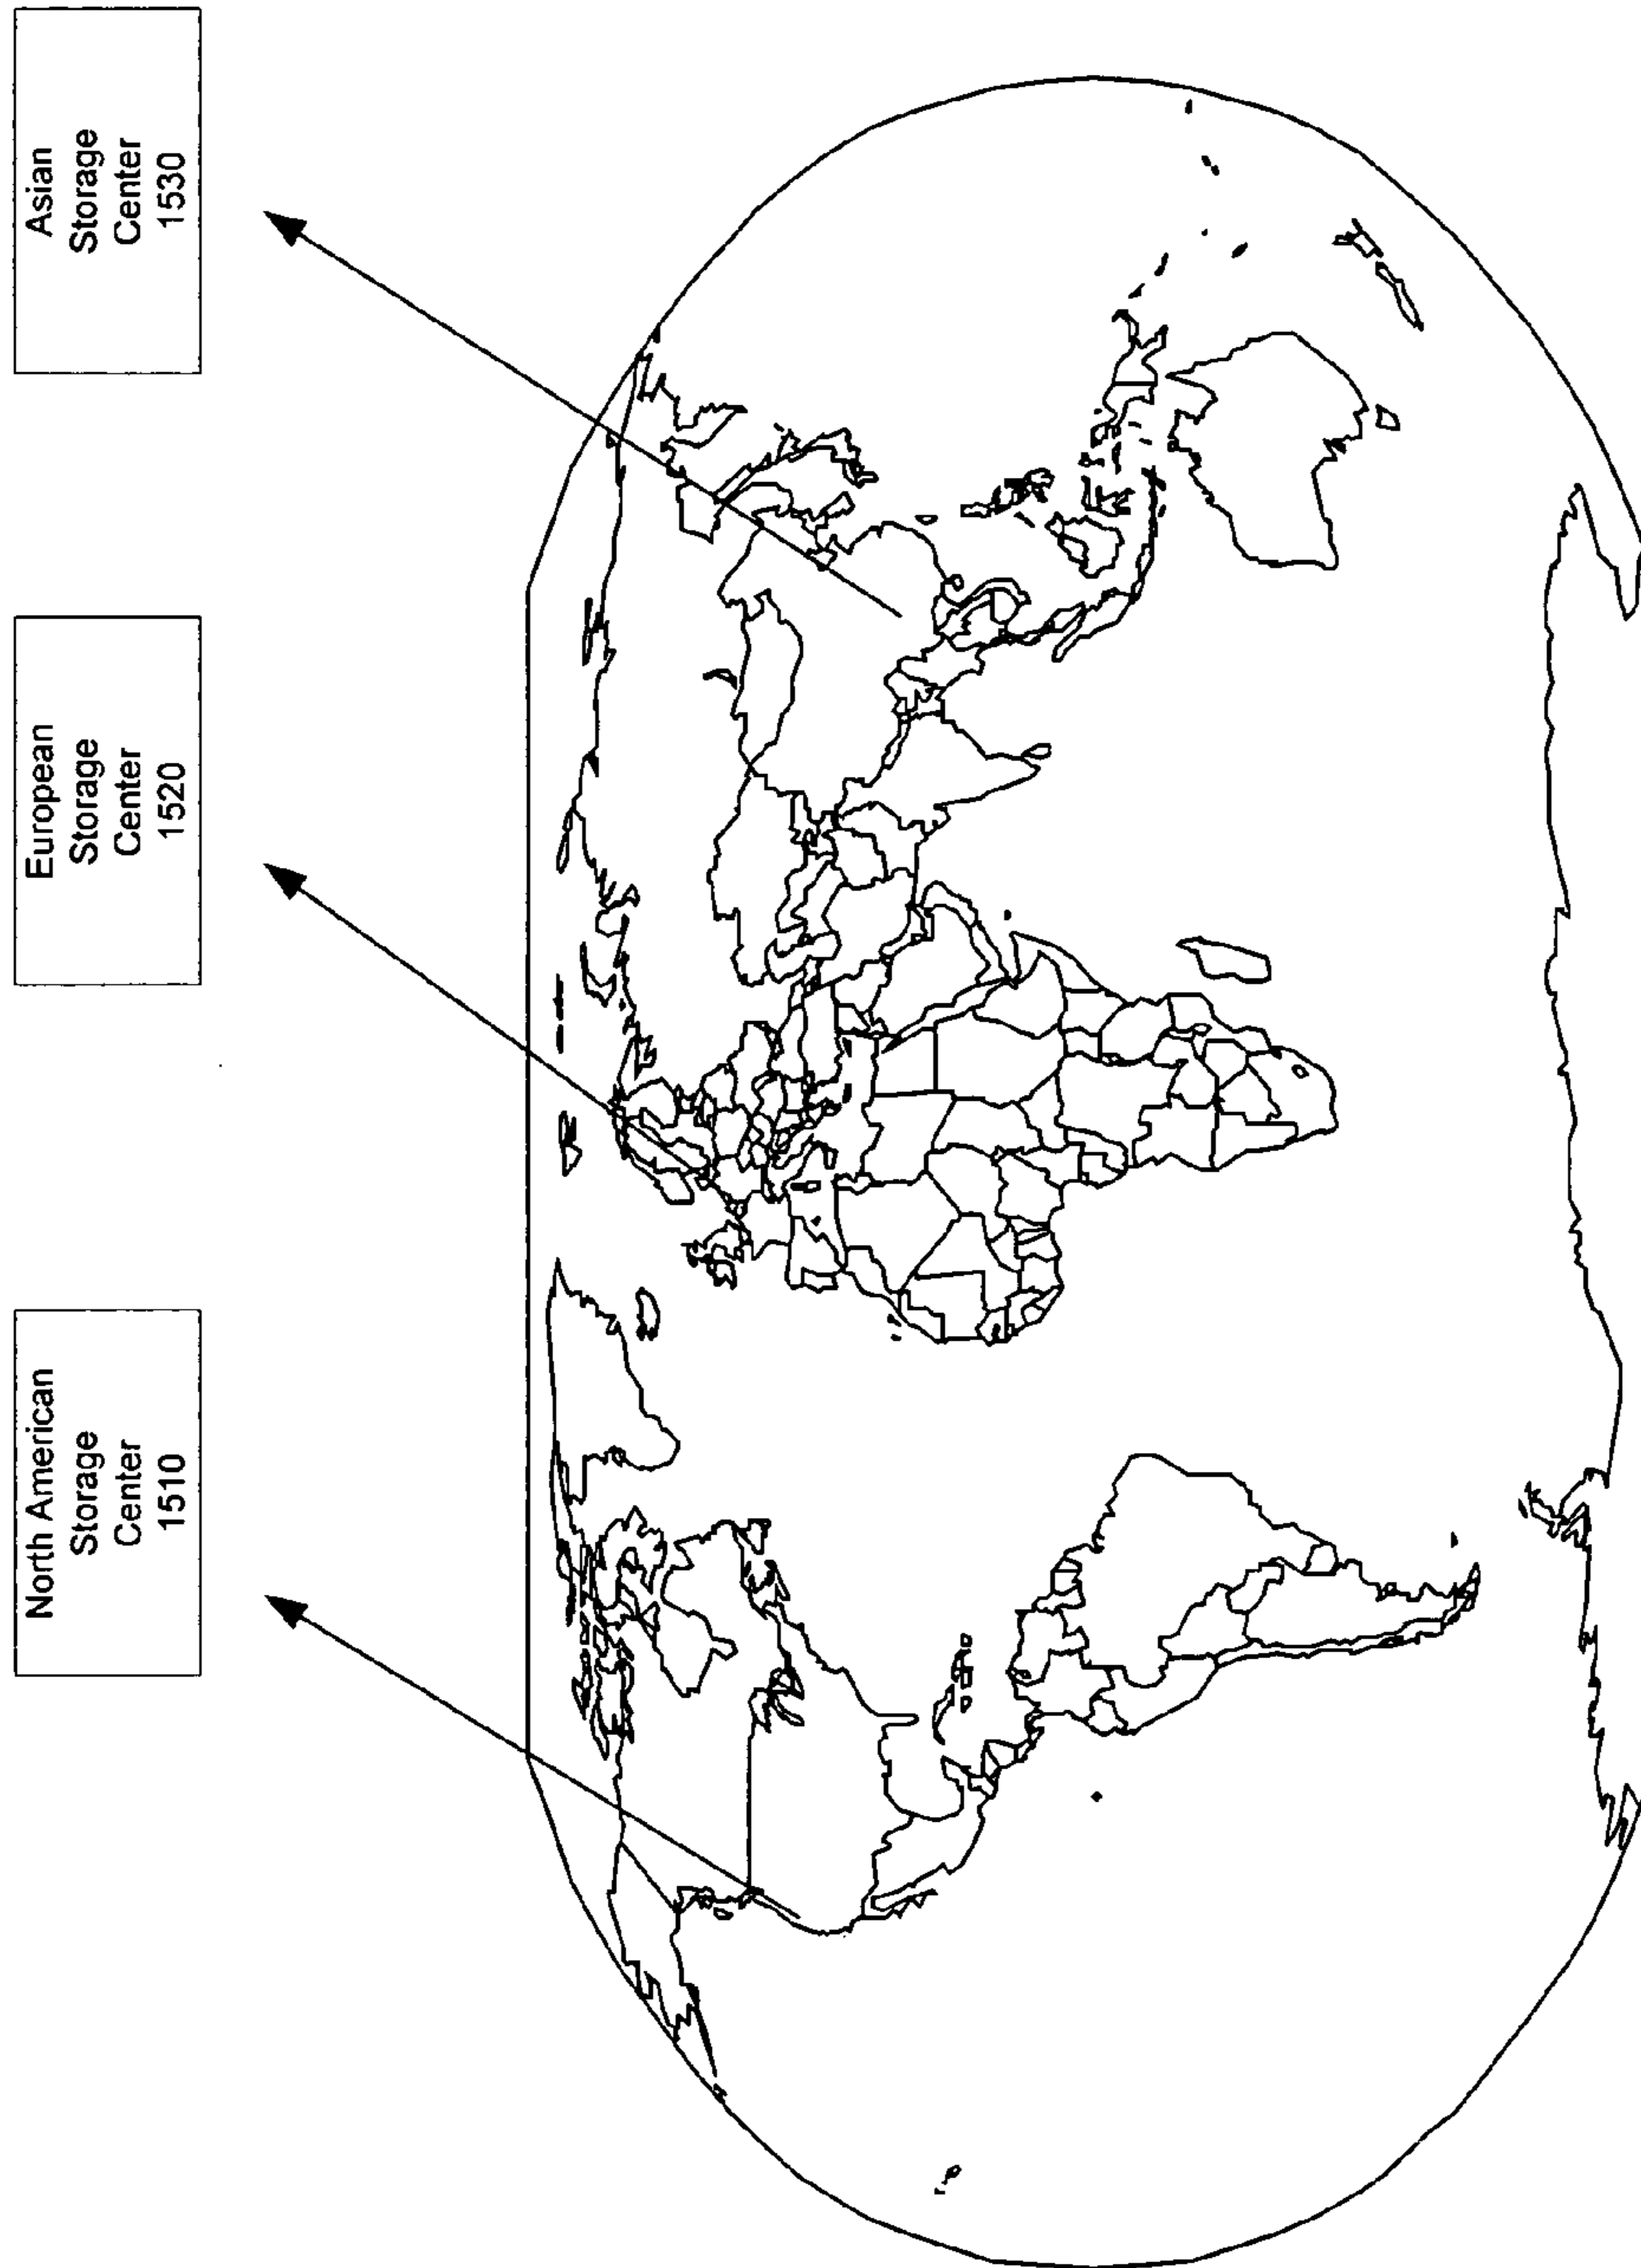 North American
Storage
Center
1510
European
Storage
Center
1520
Asian
Storage
Center
1530